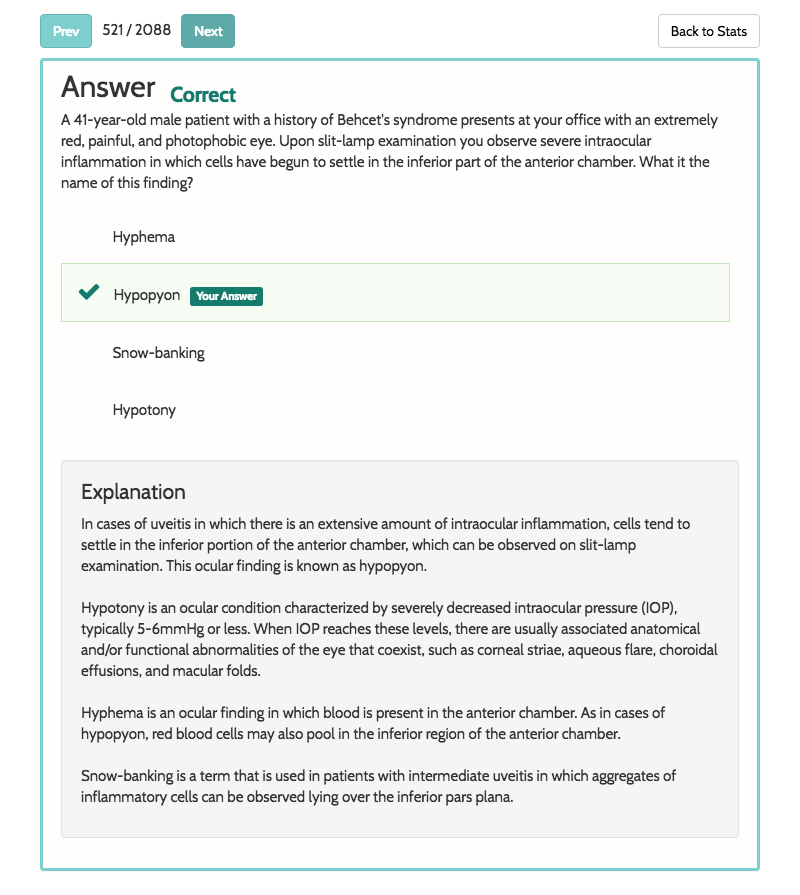 Prev 521 / 2088 Next Back to Stats
Answer Correct
A 41-year-old male patient with a history of Behcet's syndrome presents at your office with an extremely
red, painful, and photophobic eye. Upon slit-lamp examination you observe severe intraocular
inflammation in which cells have begun to settle in the inferior part of the anterior chamber. What it the
name of this finding?
Hyphema
Hypopyon Your Answer
Snow-banking
Hypotony
Explanation
In cases of uveitis in which there is an extensive amount of intraocular inflammation, cells tend to
settle in the inferior portion of the anterior chamber, which can be observed on slit-lamp
examination. This ocular finding is known as hypopyon.
Hypotony is an ocular condition characterized by severely decreased intraocular pressure (IOP),
typically 5-6mmHg or less. When IOP reaches these levels, there are usually associated anatomical
and/or functional abnormalities of the eye that coexist, such as corneal striae, aqueous flare, choroidal
effusions, and macular folds.
Hyphema is an ocular finding in which blood is present in the anterior chamber. As in cases of
hypopyon, red blood cells may also pool in the inferior region of the anterior chamber.
Snow-banking is a term that is used in patients with intermediate uveitis in which aggregates of
inflammatory cells can be observed lying over the inferior pars plana.